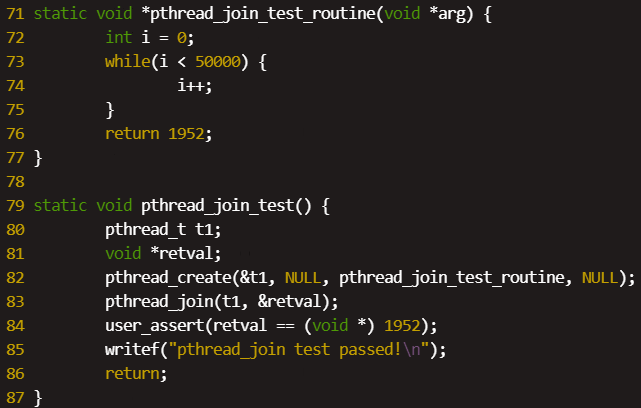 71 static void *pthread_join_test_routine(void *arg) {
72         int i = 0;
73         while(i < 50000) {
74                 i++;
75         }
76         return 1952;
77 }
78
79 static void pthread_join_test() {
80         pthread_t t1;
81         void *retval;
82         pthread_create(&t1, NULL, pthread_join_test_routine, NULL);
83         pthread_join(t1, &retval);
84         user_assert(retval == (void *) 1952);
85         writef("pthread_join test passed!\n");
86         return;
87 }